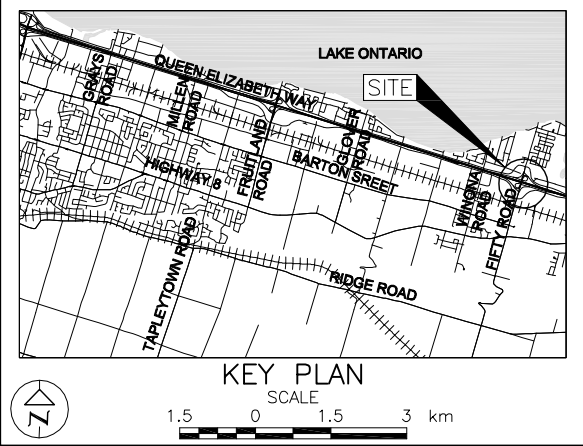 LAKE ONTARIO
SITE
QUEEN ELIZABETH WAY
GRAYS
ROAD
MILLEN
ROAD
FRUITLAND
ROAD
GLOVER
ROAD
BARTON SREET
HIGHWAY 8
WINONA
ROAD
FIFTY ROAD
TAPLEYTOWN ROAD
RIDGE ROAD
KEY PLAN
SCALE
1.5 0 1.5 3 km
N